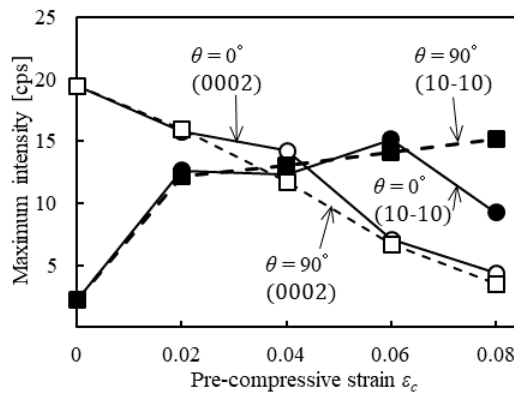 25
20
15
10
5
Maximum intensity [cps]
θ=0°
(0002)
θ=90°
(10-10)
θ=0°
(10-10)
θ=90°
(0002)
0 0.02 0.04 0.06 0.08
Pre-compressive strain ε_c